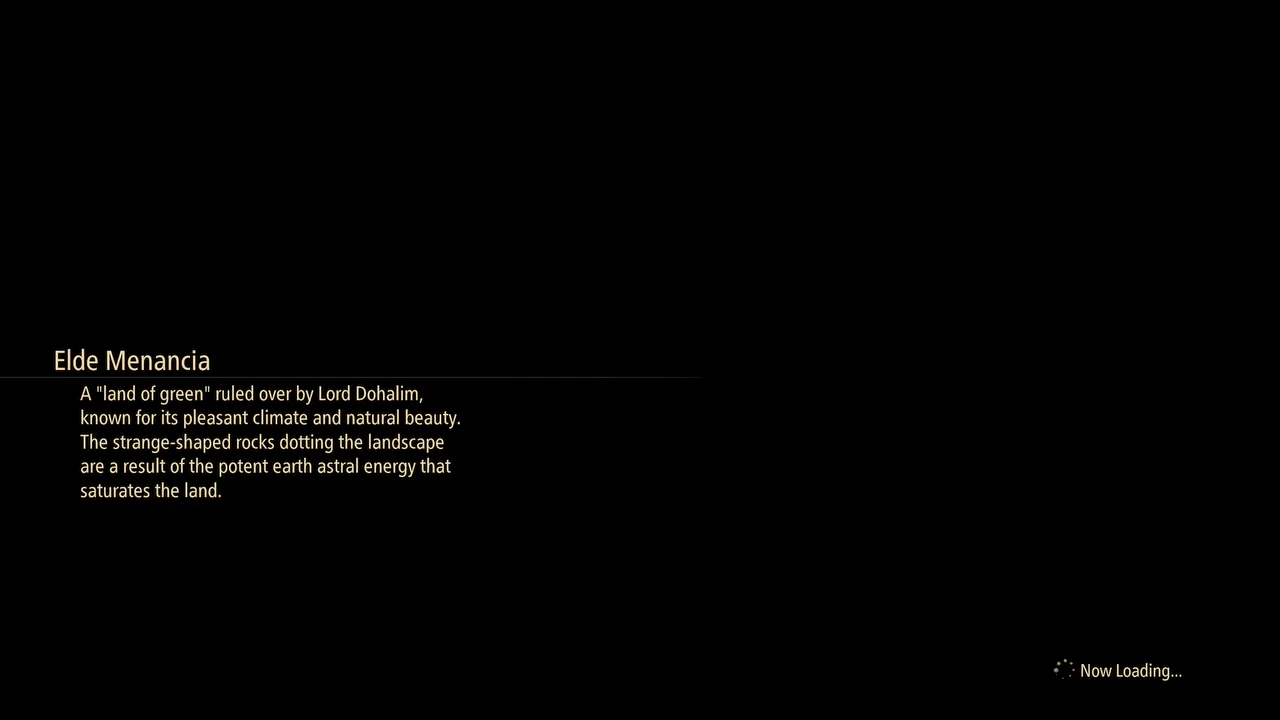 Elde Menancia
A "land of green" ruled over by Lord Dohalim,
known for its pleasant climate and natural beauty.
The strange-shaped rocks dotting the landscape
are a result of the potent earth astral energy that
saturates the land.
Now Loading...